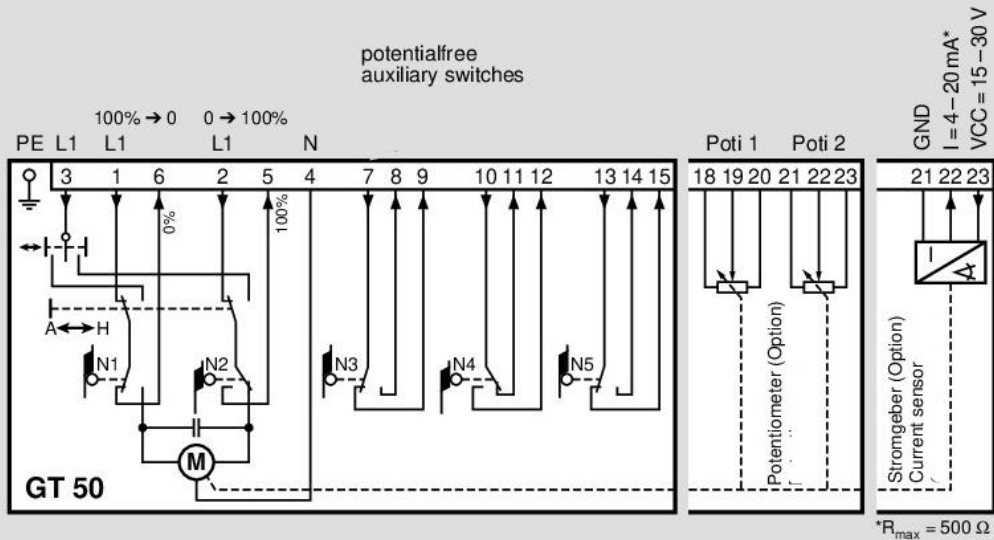 potentialfree
auxiliary switches
100% → 0 0 → 100%
PE L1 L1 L1 N
Poti 1 Poti 2
GND
I = 4 – 20 mA*
VCC = 15 – 30 V
3 1 6 2 5 4 7 8 9 10 11 12 13 14 15
18 19 20 21 22 23
21 22 23
0%
100%
A H
N1 N2 N3 N4 N5
M
GT 50
Potentiometer (Option)
Stromgeber (Option)
Current sensor
*Rmax = 500 Ω